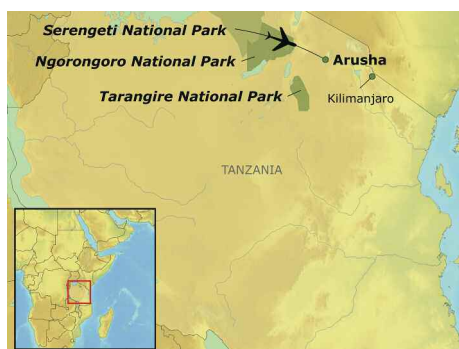 Serengeti National Park
Ngorongoro National Park
Arusha
Tarangire National Park
Kilimanjaro
TANZANIA